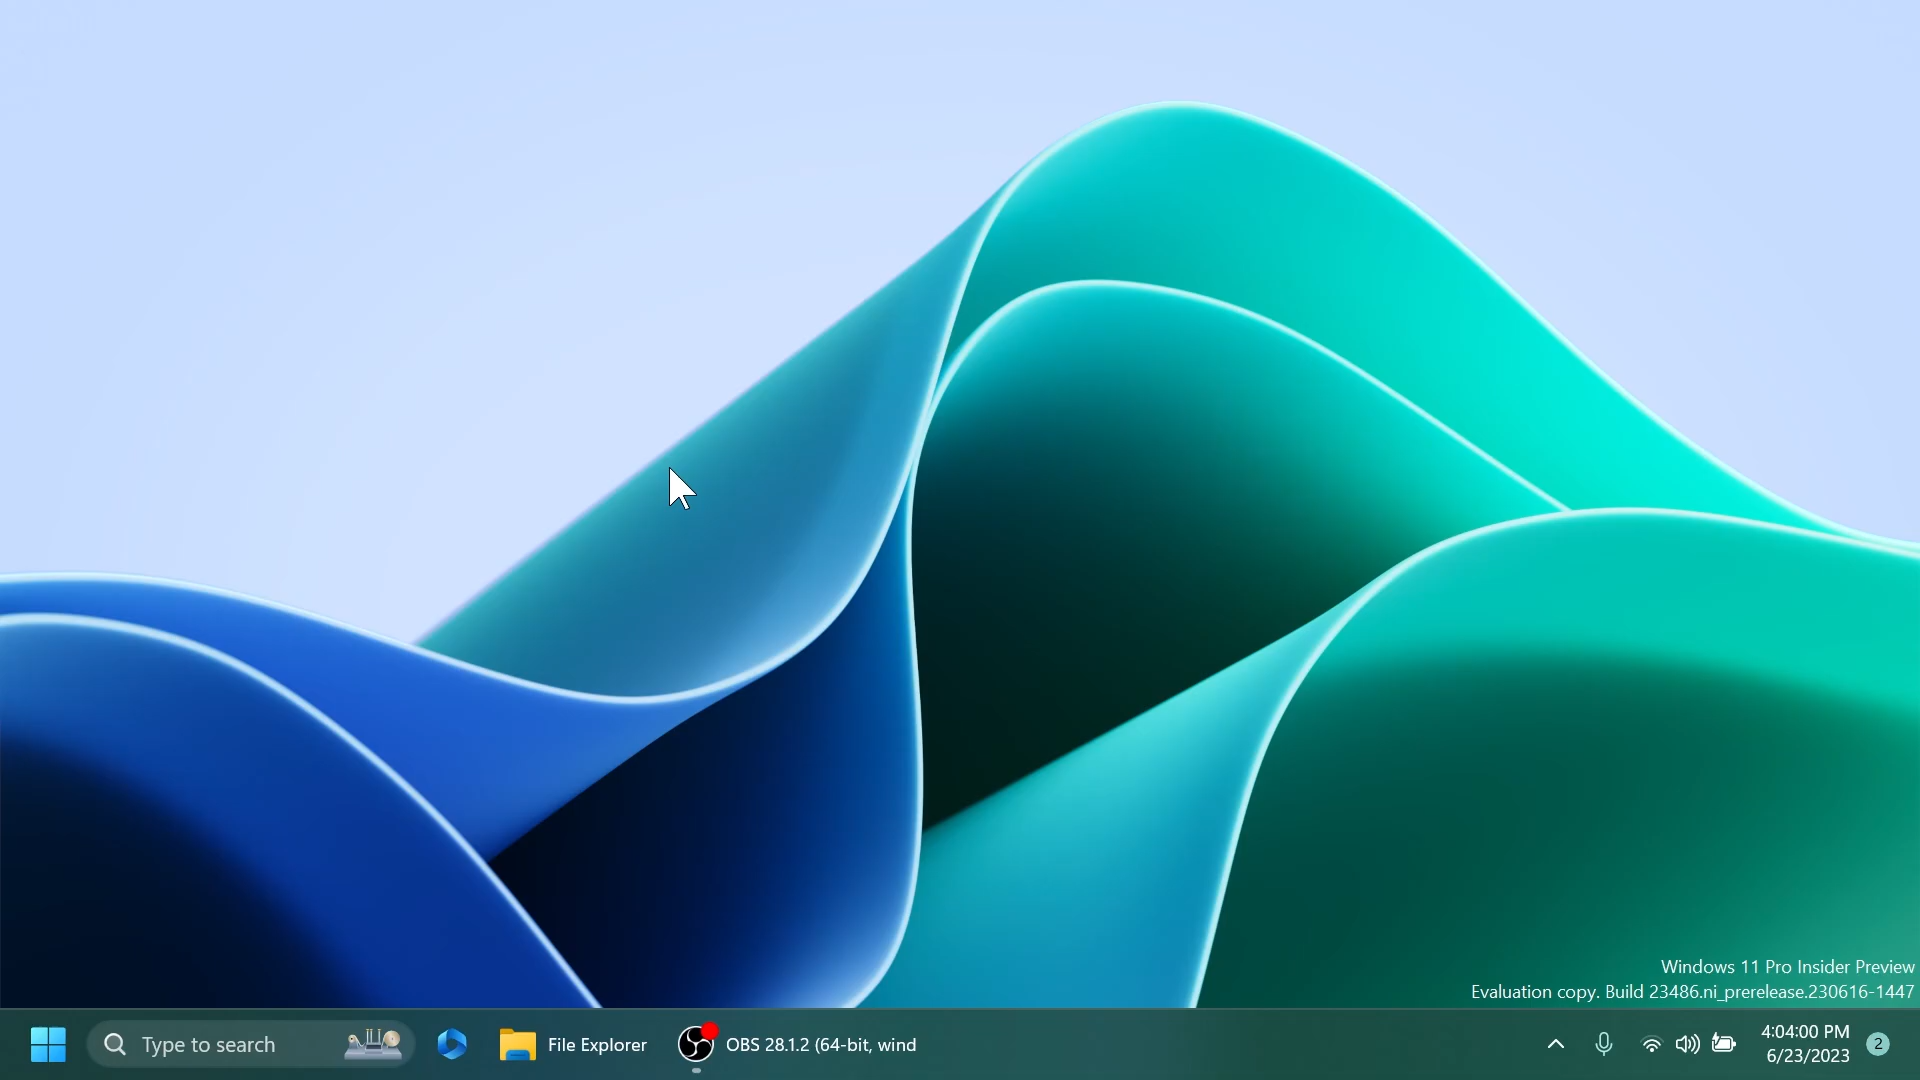 Windows 11 Pro Insider Preview
Evaluation copy. Build 23486.ni_prerelease.230616-1447
Type to search
File Explorer
OBS 28.1.2 (64-bit, wind
4:04:00 PM
6/23/2023
2